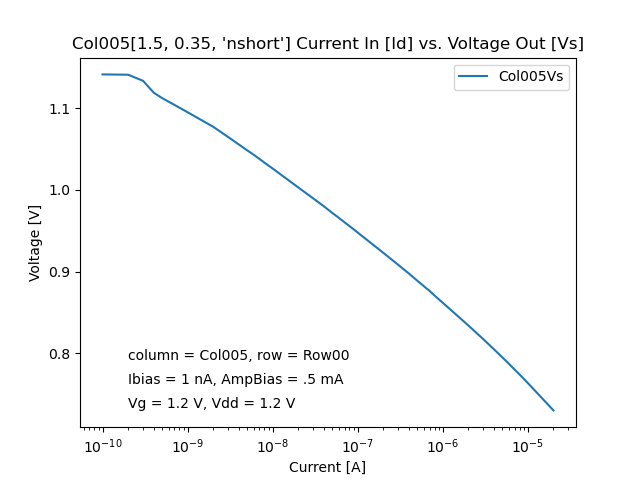 Col005[1.5, 0.35, 'nshort'] Current In [Id] vs. Voltage Out [Vs]
Col005Vs
1.1
1.0
0.9
0.8
Voltage [V]
column = Col005, row = Row00
Ibias = 1 nA, AmpBias = .5 mA
Vg = 1.2 V, Vdd = 1.2 V
10⁻¹⁰ 10⁻⁹ 10⁻⁸ 10⁻⁷ 10⁻⁶ 10⁻⁵
Current [A]